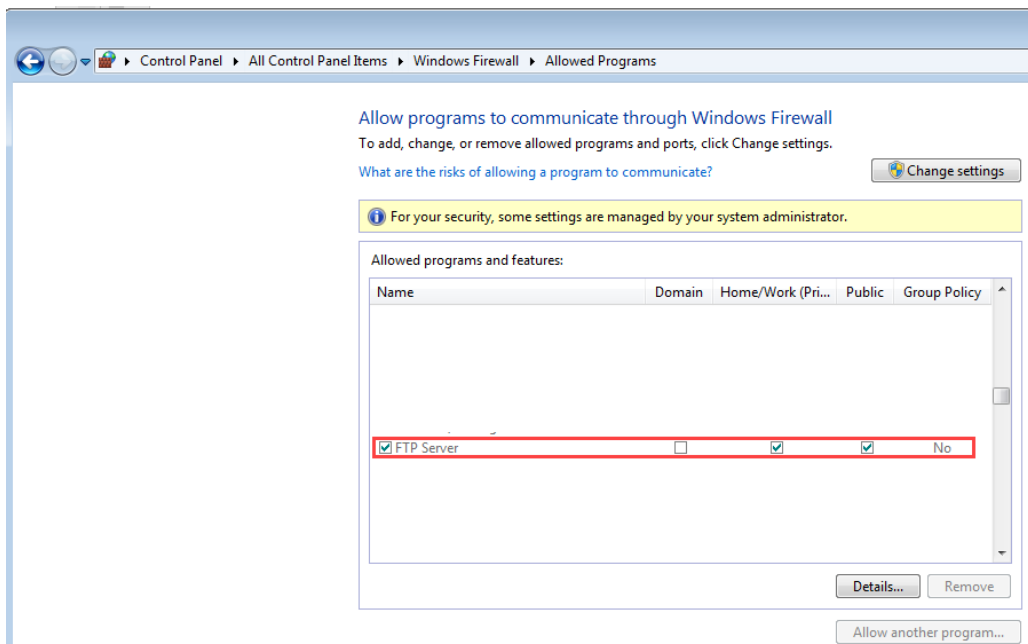 Control Panel All Control Panel Items Windows Firewall Allowed Programs
Allow programs to communicate through Windows Firewall
To add, change, or remove allowed programs and ports, click Change settings.
What are the risks of allowing a program to communicate?
Change settings
For your security, some settings are managed by your system administrator.
Allowed programs and features:
Name Domain Home/Work (Pri... Public Group Policy
FTP Server No
Details... Remove
Allow another program...